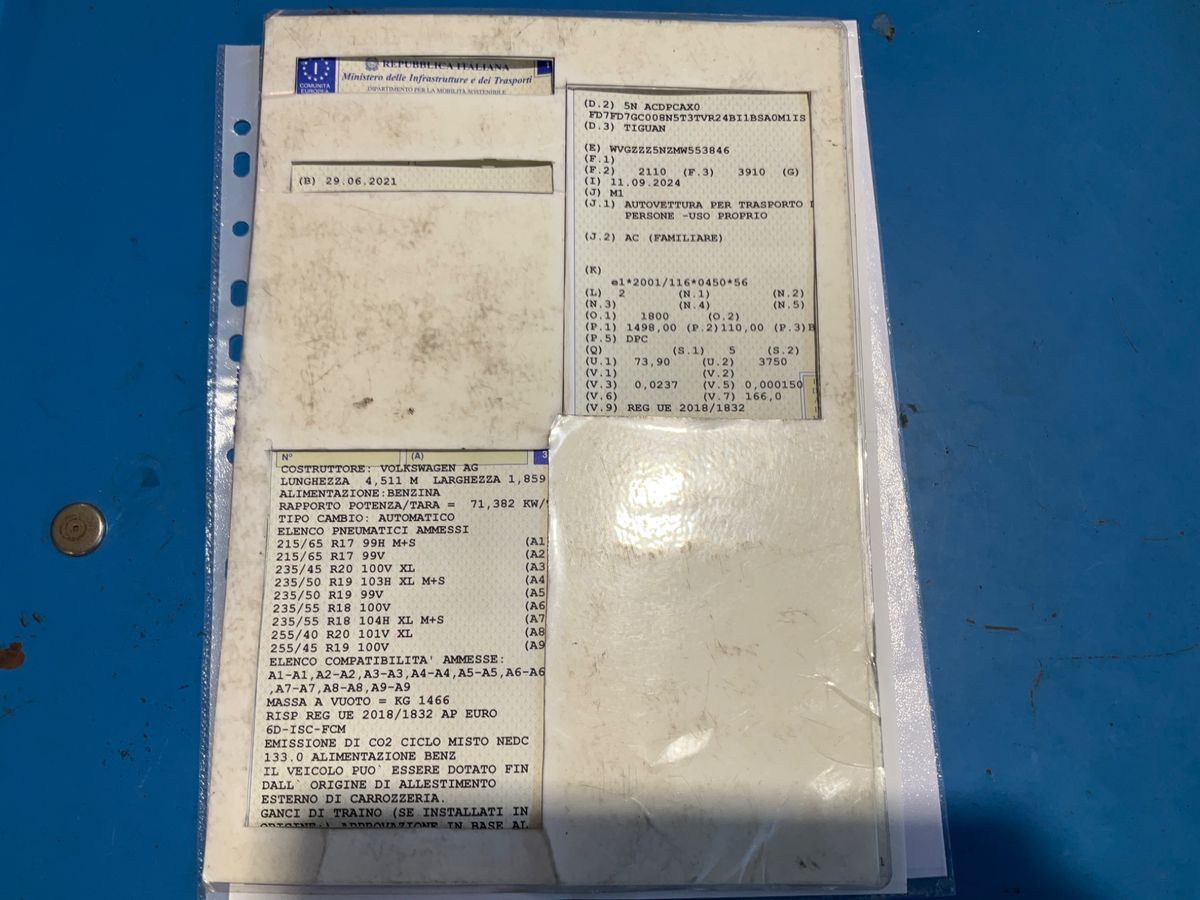 REPUBBLICA ITALIANA
Ministero delle Infrastrutture e dei Trasporti
DIPARTIMENTO PER LA MOBILITÀ SOSTENIBILE
I
COMUNITÀ
EUROPEA
1
(B) 29.06.2021
(D.2) 5N ACDPCAX0
FD7FD7GC008N5T3TVR24BI1BSA0M1IS
(D.3) TIGUAN
(E) WVGZZZ5NZMW553846
(F.1)
(F.2) 2110 (F.3) 3910 (G)
(I) 11.09.2024
(J) M1
(J.1) AUTOVETTURA PER TRASPORTO
PERSONE -USO PROPRIO
(J.2) AC (FAMILIARE)
(K)
e1*2001/116*0450*56
(L) 2 (N.1) (N.2)
(N.3) (N.4) (N.5)
(O.1) 1800 (O.2)
(P.1) 1498,00 (P.2)110,00 (P.3)B
(P.5) DPC
(Q) (S.1) 5 (S.2)
(U.1) 73,90 (U.2) 3750
(V.1) (V.2)
(V.3) 0,0237 (V.5) 0,000150
(V.6) (V.7) 166,0
(V.9) REG UE 2018/1832
N° (A) 3
COSTRUTTORE: VOLKSWAGEN AG
LUNGHEZZA 4,511 M LARGHEZZA 1,859
ALIMENTAZIONE:BENZINA
RAPPORTO POTENZA/TARA = 71,382 KW/
TIPO CAMBIO: AUTOMATICO
ELENCO PNEUMATICI AMMESSI
215/65 R17 99H M+S (A1
215/65 R17 99V (A2
235/45 R20 100V XL (A3
235/50 R19 103H XL M+S (A4
235/50 R19 99V (A5
235/55 R18 100V (A6
235/55 R18 104H XL M+S (A7
255/40 R20 101V XL (A8
255/45 R19 100V (A9
ELENCO COMPATIBILITA' AMMESSE:
A1-A1,A2-A2,A3-A3,A4-A4,A5-A5,A6-A6
,A7-A7,A8-A8,A9-A9
MASSA A VUOTO = KG 1466
RISP REG UE 2018/1832 AP EURO
6D-ISC-FCM
EMISSIONE DI CO2 CICLO MISTO NEDC
133.0 ALIMENTAZIONE BENZ
IL VEICOLO PUO` ESSERE DOTATO FIN
DALL` ORIGINE DI ALLESTIMENTO
ESTERNO DI CARROZZERIA.
GANCI DI TRAINO (SE INSTALLATI IN
ORIGINE:) APPROVAZIONE IN BASE AL